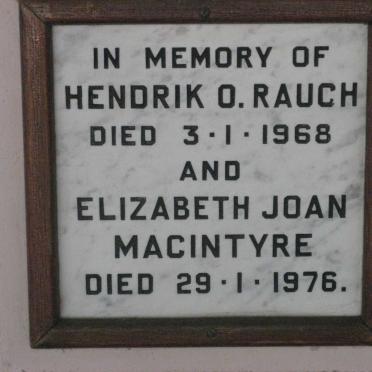 IN MEMORY OF
HENDRIK O. RAUCH
DIED 3·1·1968
AND
ELIZABETH JOAN
MACINTYRE
DIED 29·1·1976.